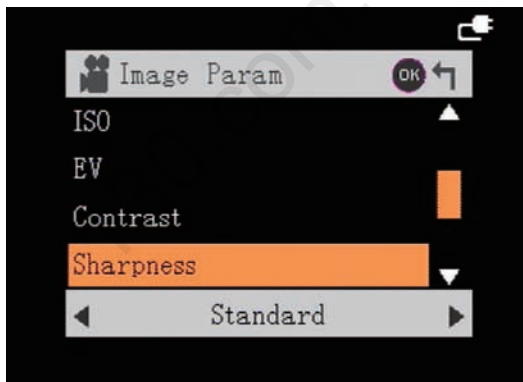 Image Param OK
ISO
EV
Contrast
Sharpness
Standard